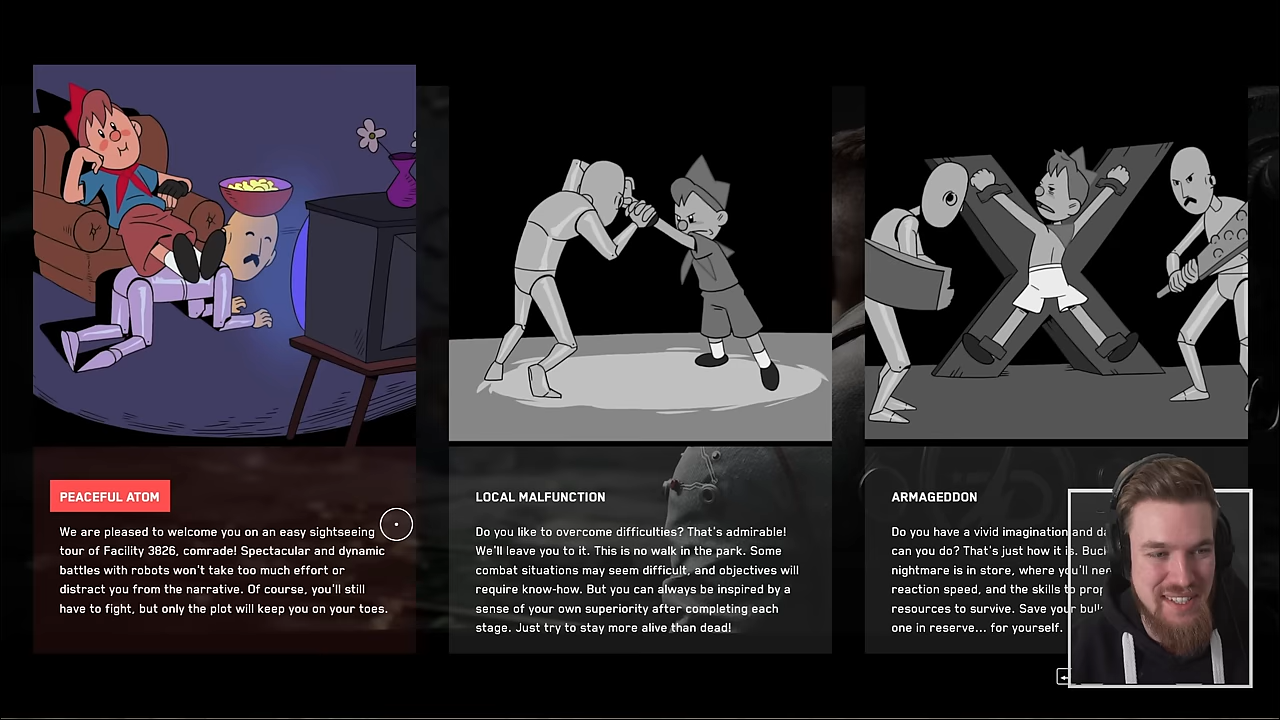 PEACEFUL ATOM
We are pleased to welcome you on an easy sightseeing
tour of Facility 3826, comrade! Spectacular and dynamic
battles with robots won't take too much effort or
distract you from the narrative. Of course, you'll still
have to fight, but only the plot will keep you on your toes.
LOCAL MALFUNCTION
Do you like to overcome difficulties? That's admirable!
We'll leave you to it. This is no walk in the park. Some
combat situations may seem difficult, and objectives will
require know-how. But you can always be inspired by a
sense of your own superiority after completing each
stage. Just try to stay more alive than dead!
ARMAGEDDON
Do you have a vivid imagination and
can you do? That's just how it is.
nightmare is in store, where you'll
reaction speed, and the skills to
resources to survive. Save your
one in reserve... for yourself.